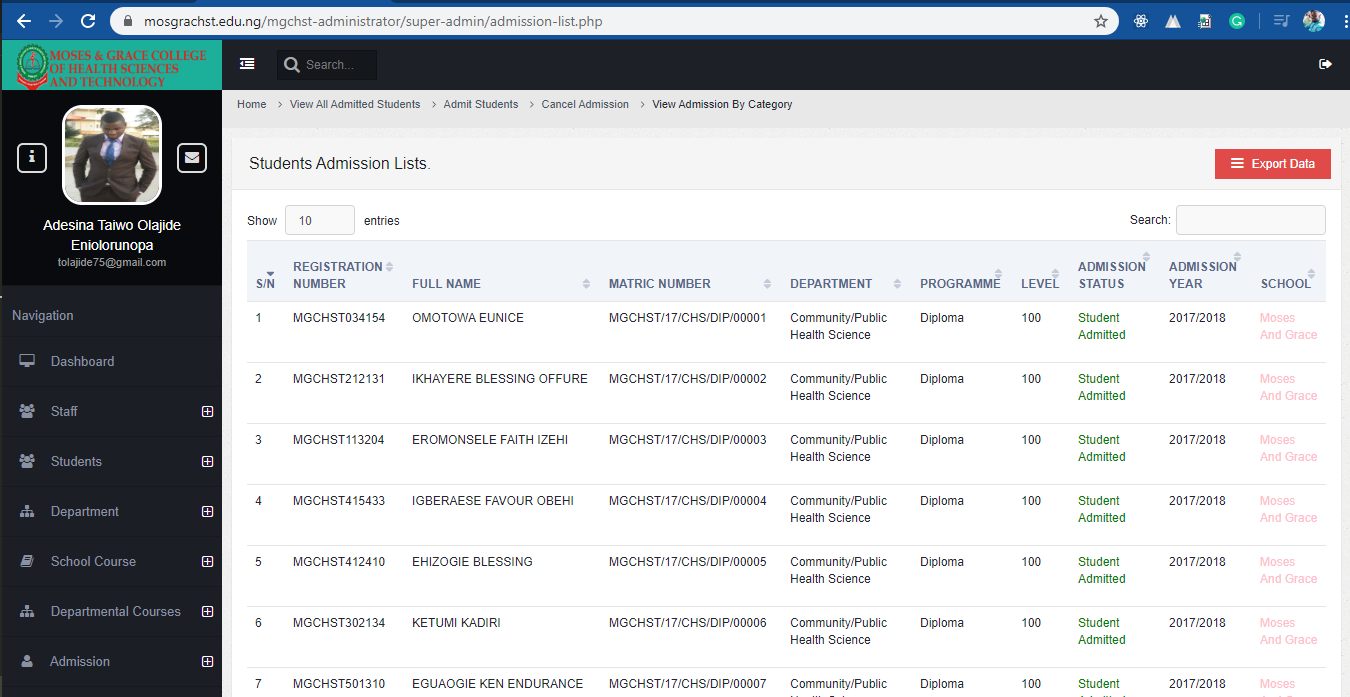 mosgrachst.edu.ng/mgchst-administrator/super-admin/admission-list.php
MOSES & GRACE COLLEGE
OF HEALTH SCIENCES
AND TECHNOLOGY
Search...
Home > View All Admitted Students > Admit Students > Cancel Admission > View Admission By Category
Adesina Taiwo Olajide
Eniolorunopa
tolajide75@gmail.com
Navigation
Dashboard
Staff
Students
Department
School Course
Departmental Courses
Admission
Students Admission Lists.
Export Data
Show 10 entries
Search:
S/N REGISTRATION NUMBER FULL NAME MATRIC NUMBER DEPARTMENT PROGRAMME LEVEL ADMISSION STATUS ADMISSION YEAR SCHOOL
1 MGCHST034154 OMOTOWA EUNICE MGCHST/17/CHS/DIP/00001 Community/Public Diploma 100 Student 2017/2018 Moses
Health Science Admitted And Grace
2 MGCHST212131 IKHAYERE BLESSING OFFURE MGCHST/17/CHS/DIP/00002 Community/Public Diploma 100 Student 2017/2018 Moses
Health Science Admitted And Grace
3 MGCHST113204 EROMONSELE FAITH IZEHI MGCHST/17/CHS/DIP/00003 Community/Public Diploma 100 Student 2017/2018 Moses
Health Science Admitted And Grace
4 MGCHST415433 IGBERAESE FAVOUR OBEHI MGCHST/17/CHS/DIP/00004 Community/Public Diploma 100 Student 2017/2018 Moses
Health Science Admitted And Grace
5 MGCHST412410 EHIZOGIE BLESSING MGCHST/17/CHS/DIP/00005 Community/Public Diploma 100 Student 2017/2018 Moses
Health Science Admitted And Grace
6 MGCHST302134 KETUMI KADIRI MGCHST/17/CHS/DIP/00006 Community/Public Diploma 100 Student 2017/2018 Moses
Health Science Admitted And Grace
7 MGCHST501310 EGUAOGIE KEN ENDURANCE MGCHST/17/CHS/DIP/00007 Community/Public Diploma 100 Student 2017/2018 Moses